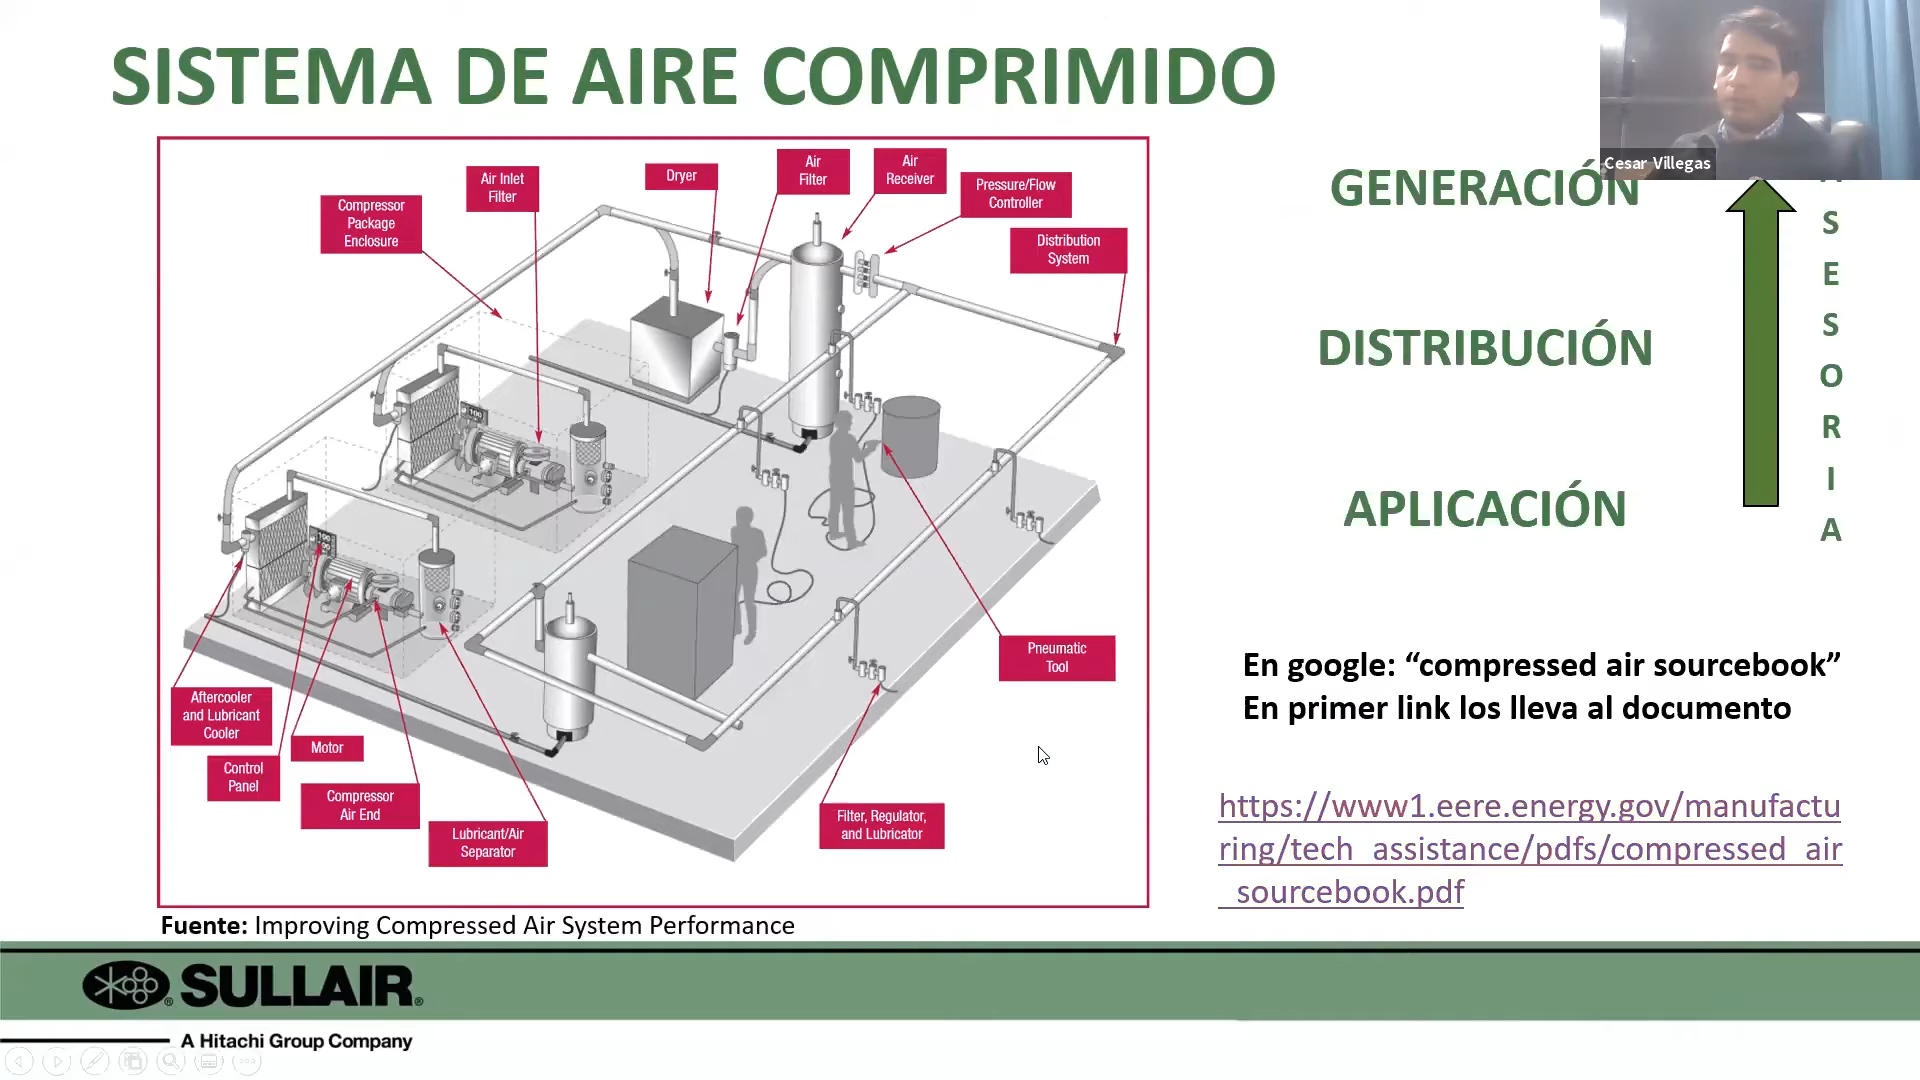 SISTEMA DE AIRE COMPRIMIDO
Cesar Villegas
Compressor
Package
Enclosure
Air Inlet
Filter
Dryer
Air
Filter
Air
Receiver
Pressure/Flow
Controller
Distribution
System
Aftercooler
and Lubricant
Cooler
Control
Panel
Motor
Compressor
Air End
Lubricant/Air
Separator
Filter, Regulator,
and Lubricator
Pneumatic
Tool
100
GENERACIÓN
DISTRIBUCIÓN
APLICACIÓN
S
E
S
O
R
I
A
En google: “compressed air sourcebook”
En primer link los lleva al documento
https://www1.eere.energy.gov/manufactu
ring/tech_assistance/pdfs/compressed_air
_sourcebook.pdf
Fuente: Improving Compressed Air System Performance
SULLAIR®
A Hitachi Group Company